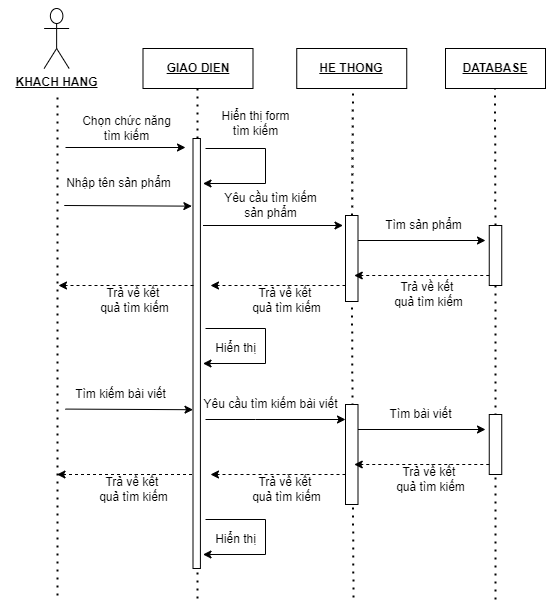 KHACH HANG
GIAO DIEN
HE THONG
DATABASE
Chọn chức năng
tìm kiếm
Hiển thị form
tìm kiếm
Nhập tên sản phẩm
Yêu cầu tìm kiếm
sản phẩm
Tìm sản phẩm
Trả về kết
quả tìm kiếm
Trả về kết
quả tìm kiếm
Trả về kết
quả tìm kiếm
Hiển thị
Tìm kiếm bài viết
Yêu cầu tìm kiếm bài viết
Tìm bài viết
Trả về kết
quả tìm kiếm
Trả về kết
quả tìm kiếm
Trả về kết
quả tìm kiếm
Hiển thị